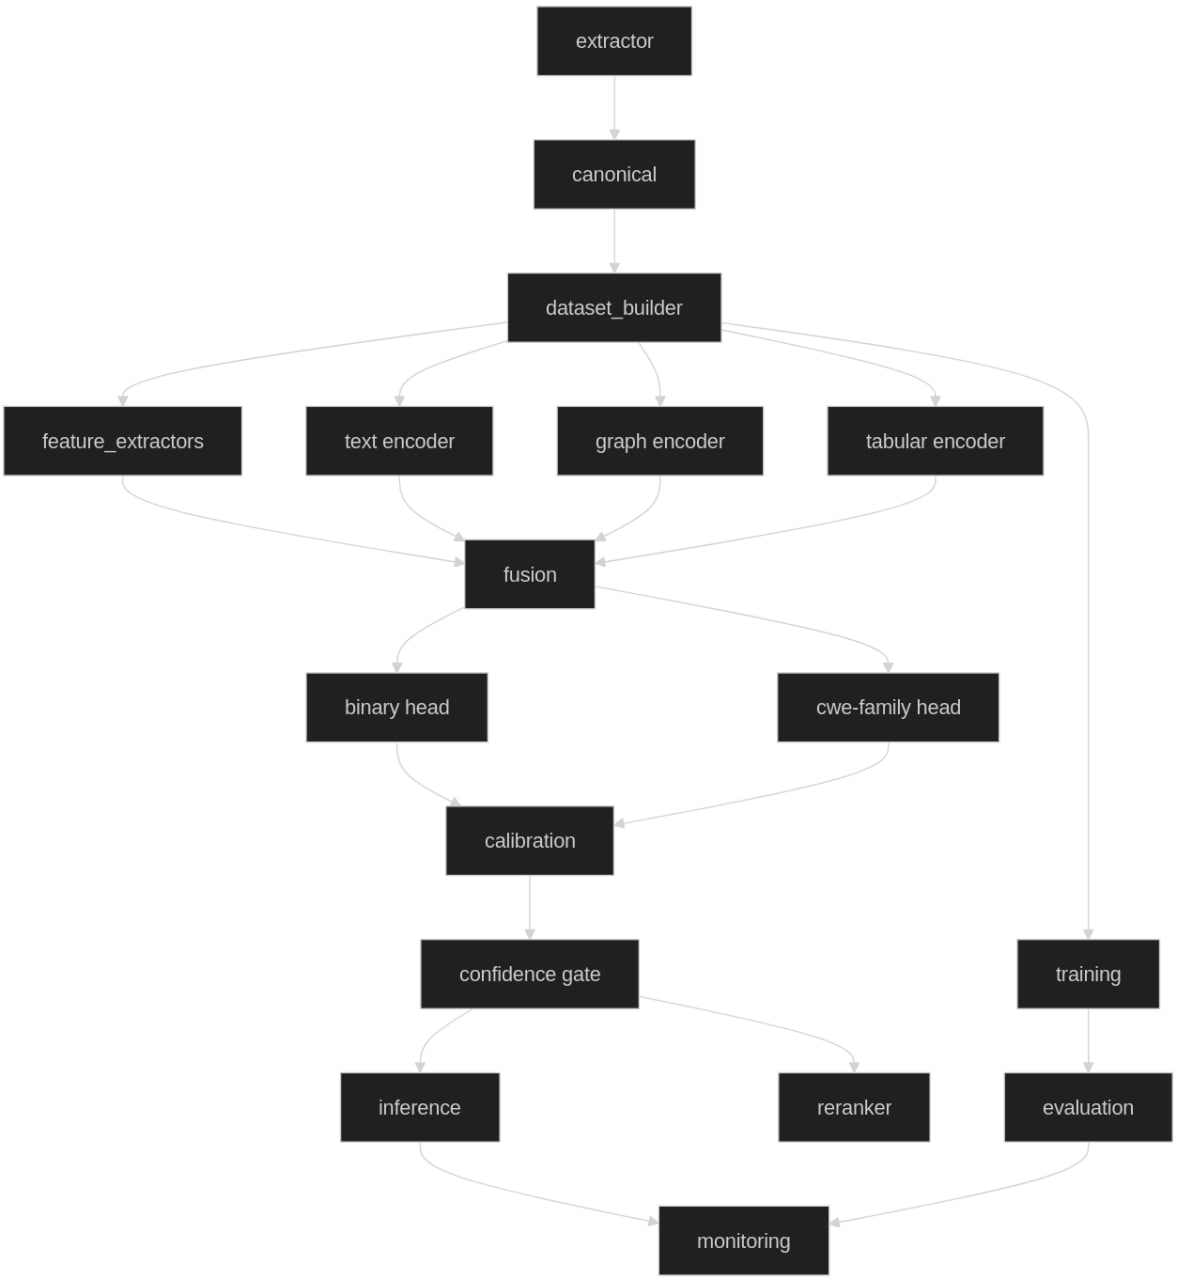 extractor
canonical
dataset_builder
feature_extractors
text encoder
graph encoder
tabular encoder
fusion
binary head
cwe-family head
calibration
confidence gate
training
inference
reranker
evaluation
monitoring